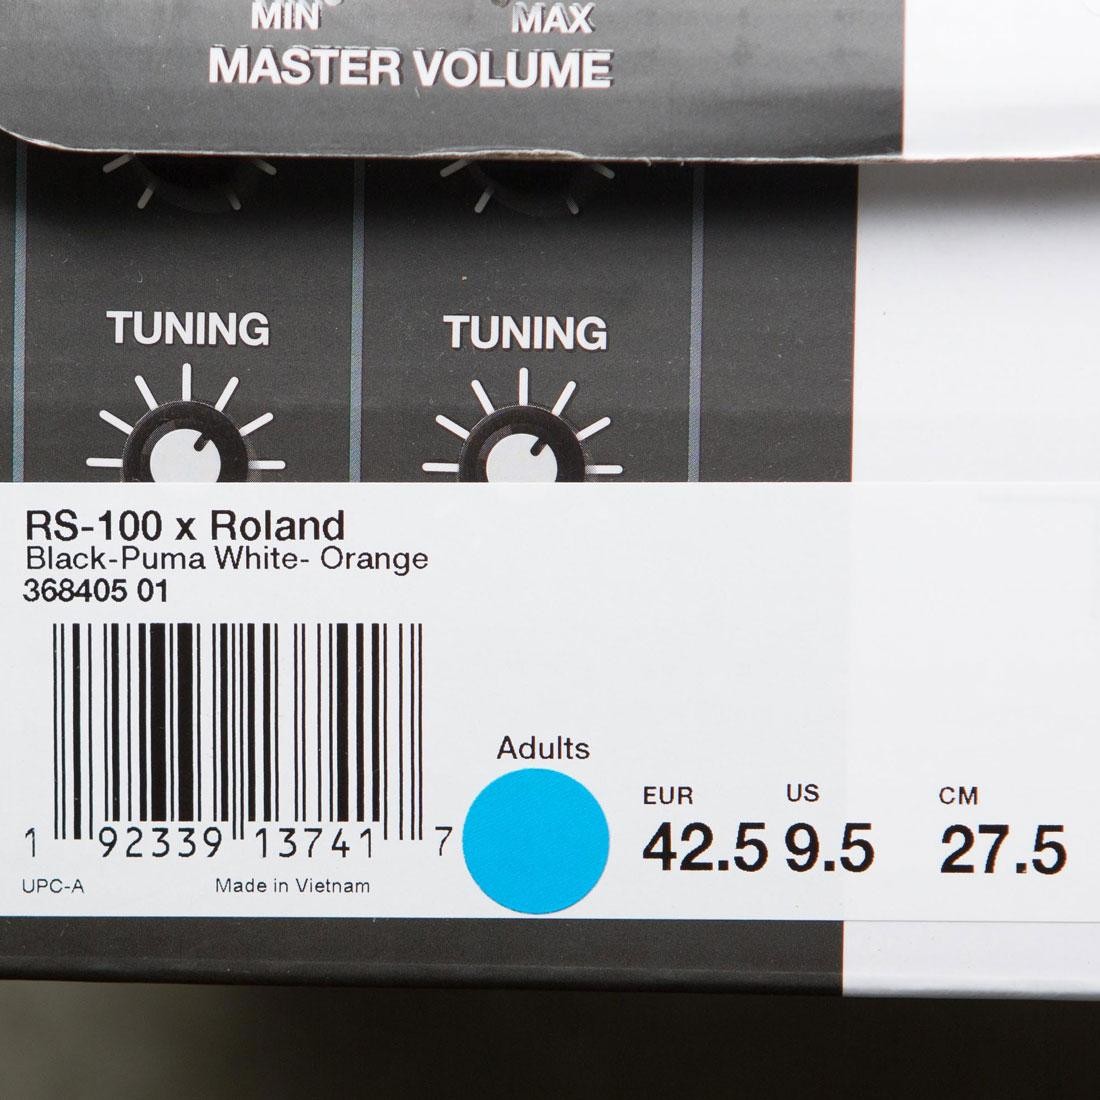 MIN MAX
MASTER VOLUME
TUNING TUNING
RS-100 x Roland
Black-Puma White- Orange
368405 01
Adults
EUR US CM
42.5 9.5 27.5
1 92339 13741 7
UPC-A Made in Vietnam